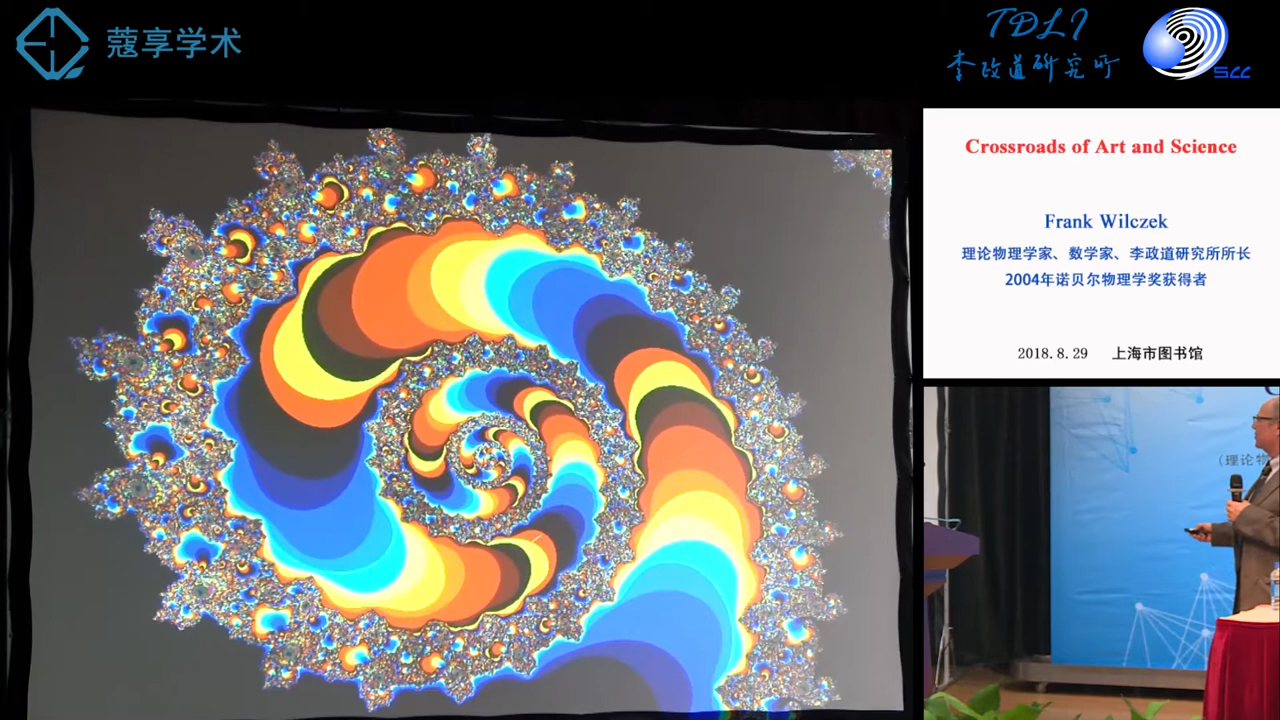 蔻享学术
TDLI
李政道研究所
SCC
Crossroads of Art and Science
Frank Wilczek
理论物理学家、数学家、李政道研究所所长
2004年诺贝尔物理学奖获得者
2018.8.29 上海市图书馆
(理论物